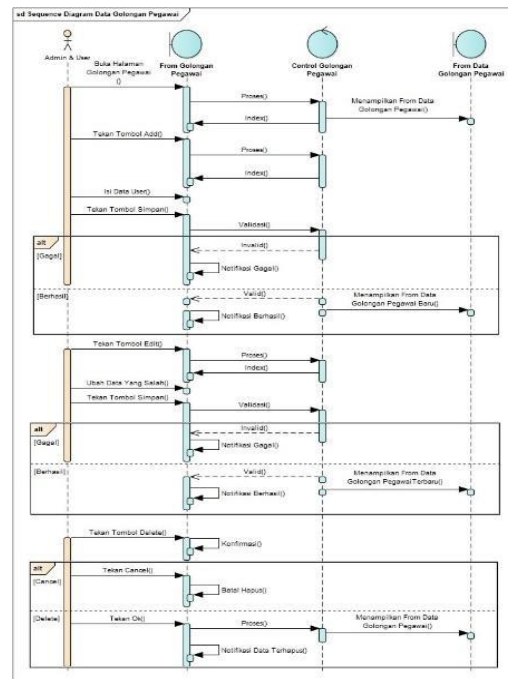 sd Sequence Diagram Data Golongan Pegawai
Admin & User
From Golongan
Pegawai
Control Golongan
Pegawai
From Data
Golongan Pegawai
Buka Halaman
Golongan Pegawai
()
Proses()
Menampilkan From Data
Golongan Pegawai()
Index()
Tekan Tombol Add()
Proses()
Index()
Isi Data User()
Tekan Tombol Simpan()
Validasi()
alt
Invalid()
[Gagal]
Notifikasi Gagal()
[Berhasil]
Valid()
Menampilkan From Data
Golongan Pegawai Baru()
Notifikasi Berhasil()
Tekan Tombol Edit()
Proses()
Index()
Ubah Data Yang Salah()
Tekan Tombol Simpan()
Validasi()
alt
Invalid()
[Gagal]
Notifikasi Gagal()
[Berhasil]
Valid()
Menampilkan From Data
Golongan PegawaiTerbaru()
Notifikasi Berhasil()
Tekan Tombol Delete()
Konfirmasi()
alt
Tekan Cancel()
[Cancel]
Batal Hapus()
[Delete]
Tekan Ok()
Proses()
Menampilkan From Data
Golongan Pegawai()
Notifikasi Data Terhapus()